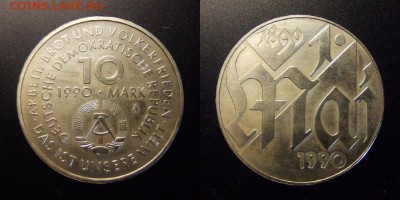 COINS.LAVE.RU
ARBEIT BROT UND VÖLKERFRIEDEN
DAS IST UNSERE WELT
DEUTSCHE DEMOKRATISCHE REPUBLIK
10
1990 · MARK
A
1890
1.
Mai
1990